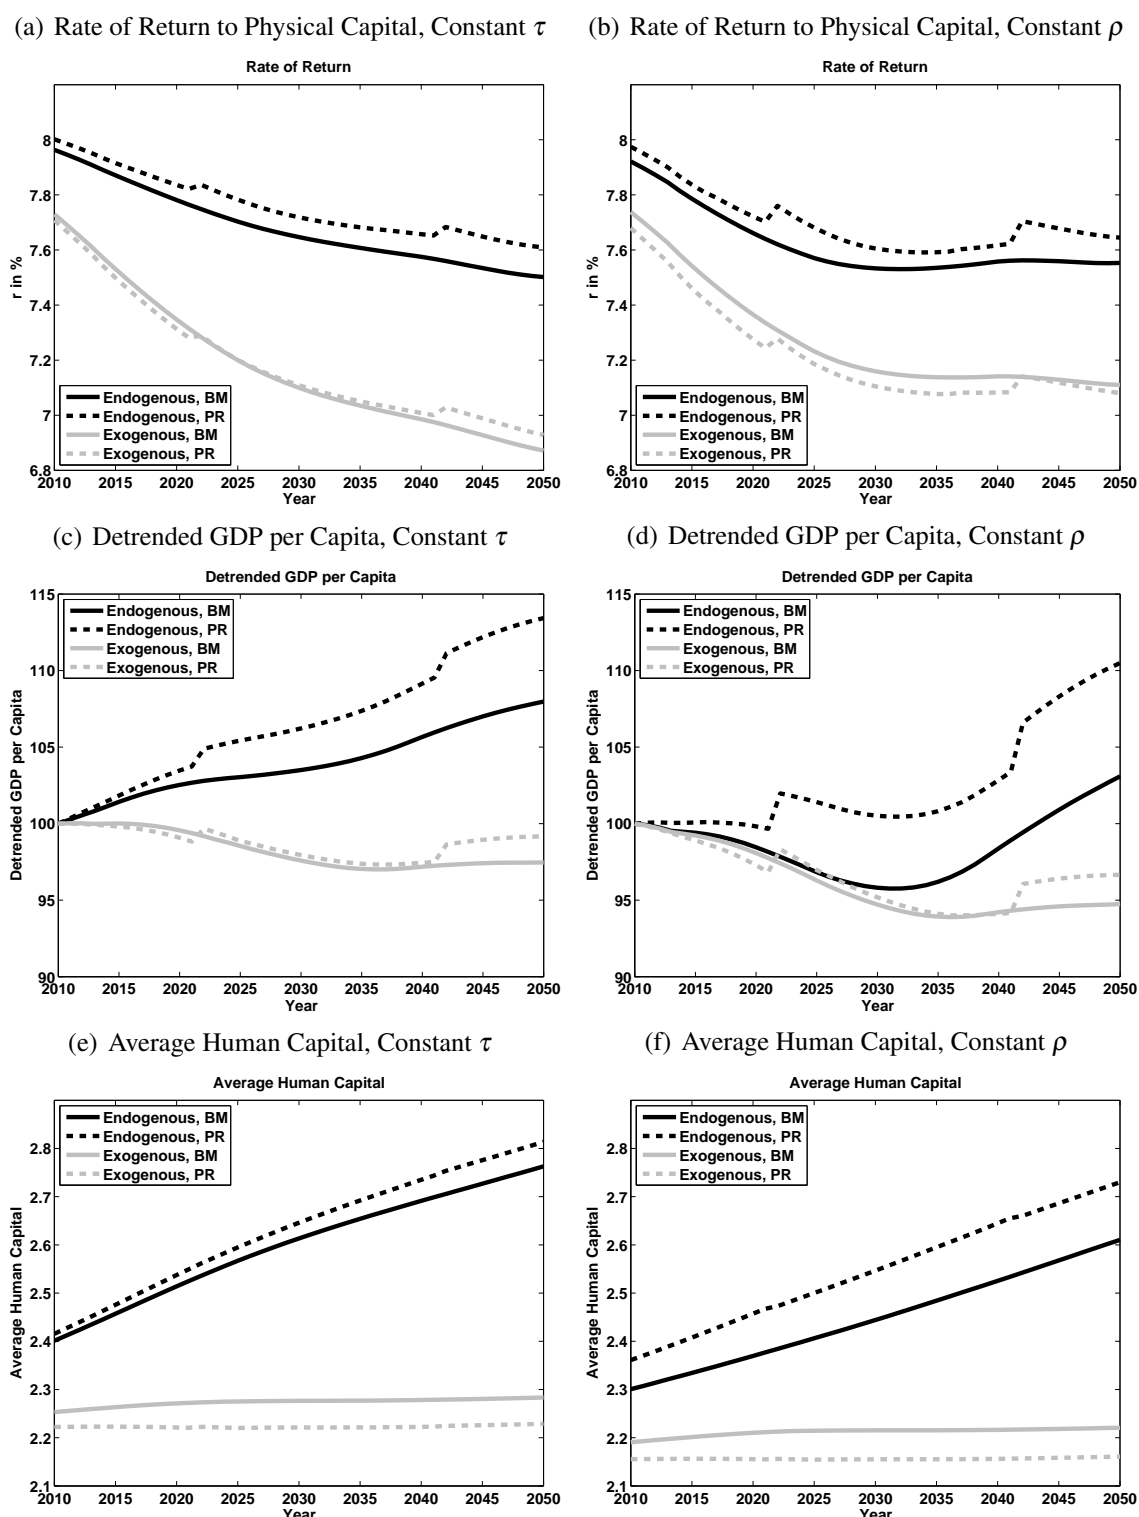 (a) Rate of Return to Physical Capital, Constant τ
Rate of Return
8
7.8
7.6
7.4
7.2
7
6.8
r in %
Endogenous, BM
Endogenous, PR
Exogenous, BM
Exogenous, PR
2010 2015 2020 2025 2030 2035 2040 2045 2050
Year
(b) Rate of Return to Physical Capital, Constant ρ
Rate of Return
8
7.8
7.6
7.4
7.2
7
6.8
r in %
Endogenous, BM
Endogenous, PR
Exogenous, BM
Exogenous, PR
2010 2015 2020 2025 2030 2035 2040 2045 2050
Year
(c) Detrended GDP per Capita, Constant τ
Detrended GDP per Capita
115
110
105
100
95
90
Detrended GDP per Capita
Endogenous, BM
Endogenous, PR
Exogenous, BM
Exogenous, PR
2010 2015 2020 2025 2030 2035 2040 2045 2050
Year
(d) Detrended GDP per Capita, Constant ρ
Detrended GDP per Capita
115
110
105
100
95
90
Detrended GDP per Capita
Endogenous, BM
Endogenous, PR
Exogenous, BM
Exogenous, PR
2010 2015 2020 2025 2030 2035 2040 2045 2050
Year
(e) Average Human Capital, Constant τ
Average Human Capital
2.8
2.7
2.6
2.5
2.4
2.3
2.2
2.1
Average Human Capital
Endogenous, BM
Endogenous, PR
Exogenous, BM
Exogenous, PR
2010 2015 2020 2025 2030 2035 2040 2045 2050
Year
(f) Average Human Capital, Constant ρ
Average Human Capital
2.8
2.7
2.6
2.5
2.4
2.3
2.2
2.1
Average Human Capital
Endogenous, BM
Endogenous, PR
Exogenous, BM
Exogenous, PR
2010 2015 2020 2025 2030 2035 2040 2045 2050
Year